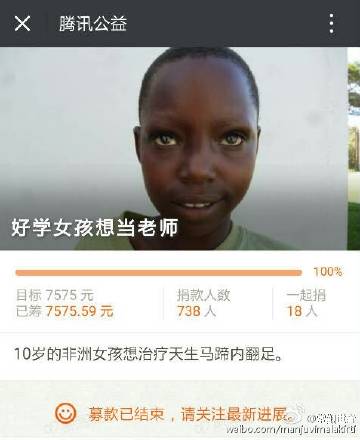 腾讯公益
好学女孩想当老师
100%
目标 7575 元
已筹 7575.59 元
捐款人数
738 人
一起捐
18 人
10岁的非洲女孩想治疗天生马蹄内翻足。
募款已结束，请关注最新进展
weibo.com/manjuvimalakirti